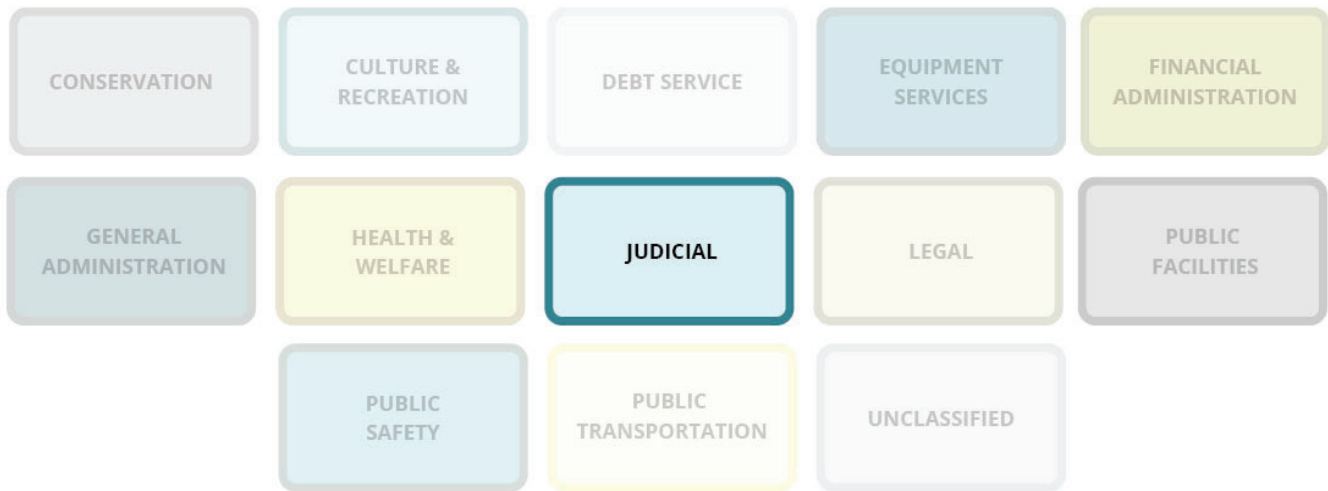 CONSERVATION
CULTURE &
RECREATION
DEBT SERVICE
EQUIPMENT
SERVICES
FINANCIAL
ADMINISTRATION
GENERAL
ADMINISTRATION
HEALTH &
WELFARE
JUDICIAL
LEGAL
PUBLIC
FACILITIES
PUBLIC
SAFETY
PUBLIC
TRANSPORTATION
UNCLASSIFIED